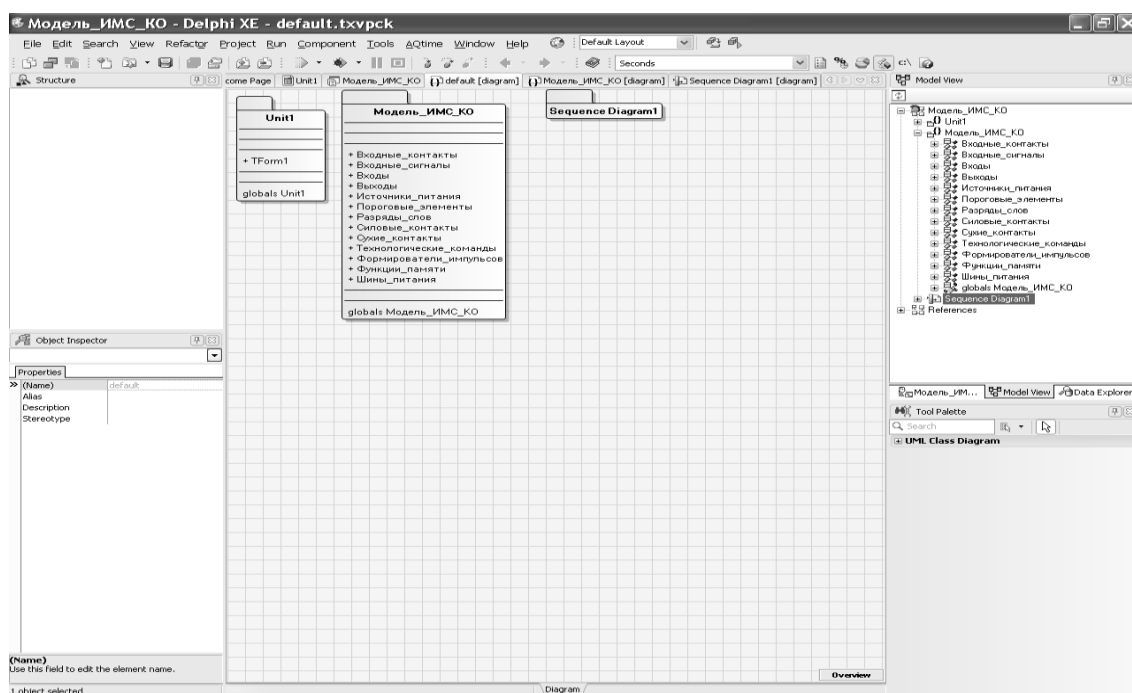 Модель_ИМС_КО - Delphi XE - default.txvpck
File Edit Search View Refactor Project Run Component Tools AQtime Window Help
Default Layout
Seconds
Structure
come Page Unit1 Модель_ИМС_КО default [diagram] Модель_ИМС_КО [diagram] Sequence Diagram1 [diagram]
Unit1
+ TForm1
globals Unit1
Модель_ИМС_КО
+ Входные_контакты
+ Входные_сигналы
+ Входы
+ Выходы
+ Источники_питания
+ Пороговые_элементы
+ Разряды_слов
+ Силовые_контакты
+ Сухие_контакты
+ Технологические_команды
+ Формирователи_импульсов
+ Функции_памяти
+ Шины_питания
globals Модель_ИМС_КО
Sequence Diagram1
Object Inspector
Properties
(Name) default
Alias
Description
Stereotype
(Name)
Use this field to edit the element name.
1 object selected
Overview
Diagram
Model View
Модель_ИМС_КО
Unit1
Модель_ИМС_КО
Входные_контакты
Входные_сигналы
Входы
Выходы
Источники_питания
Пороговые_элементы
Разряды_слов
Силовые_контакты
Сухие_контакты
Технологические_команды
Формирователи_импульсов
Функции_памяти
Шины_питания
globals Модель_ИМС_КО
Sequence Diagram1
References
Модель_ИМ... Model View Data Explorer
Tool Palette
Search
UML Class Diagram